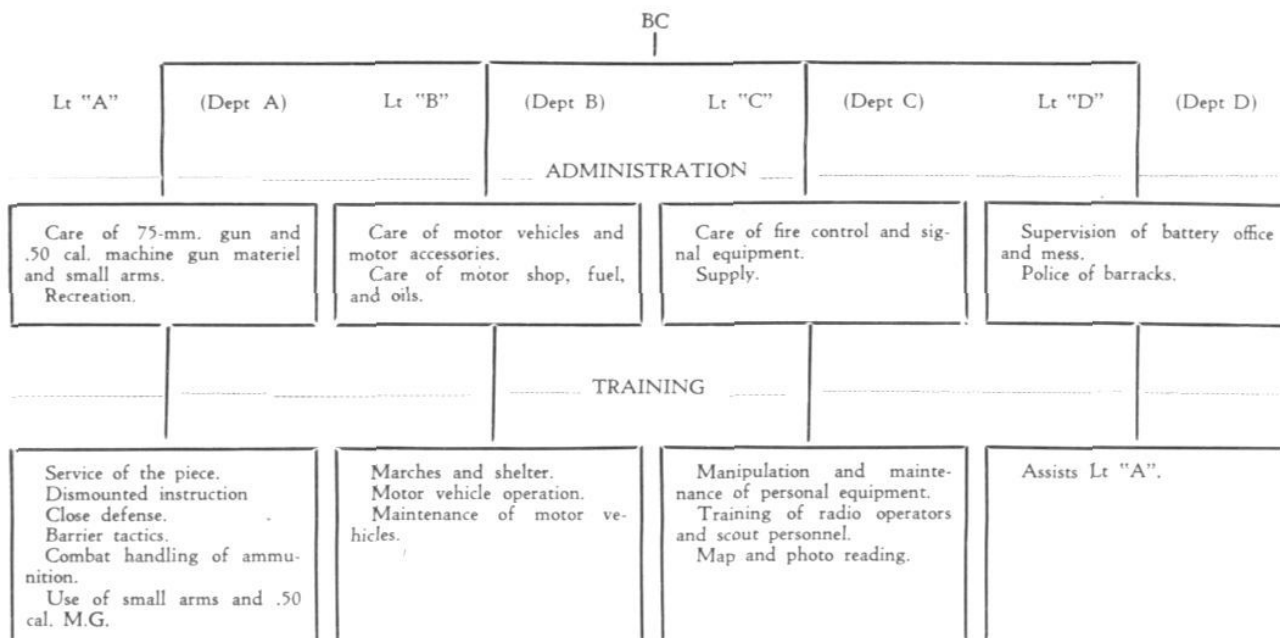 BC
Lt "A" (Dept A) Lt "B" (Dept B) Lt "C" (Dept C) Lt "D" (Dept D)
ADMINISTRATION
Care of 75-mm. gun and
.50 cal. machine gun materiel
and small arms.
Recreation.
Care of motor vehicles and
motor accessories.
Care of motor shop, fuel,
and oils.
Care of fire control and sig-
nal equipment.
Supply.
Supervision of battery office
and mess.
Police of barracks.
TRAINING
Service of the piece.
Dismounted instruction
Close defense.
Barrier tactics.
Combat handling of ammu-
nition.
Use of small arms and .50
cal. M.G.
Marches and shelter.
Motor vehicle operation.
Maintenance of motor ve-
hicles.
Manipulation and mainte-
nance of personal equipment.
Training of radio operators
and scout personnel.
Map and photo reading.
Assists Lt "A".